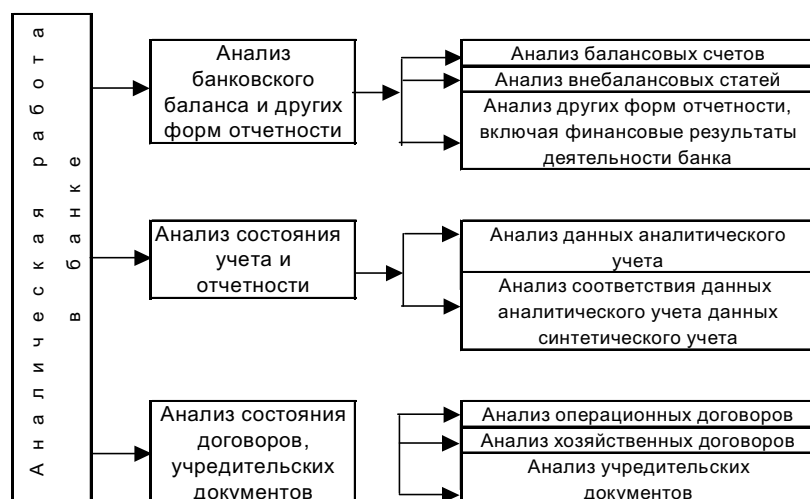 Аналитическая работа
в банке
Анализ
банковского
баланса и других
форм отчетности
Анализ балансовых счетов
Анализ внебалансовых статей
Анализ других форм отчетности,
включая финансовые результаты
деятельности банка
Анализ состояния
учета и
отчетности
Анализ данных аналитического
учета
Анализ соответствия данных
аналитического учета данных
синтетического учета
Анализ состояния
договоров,
учредительских
документов
Анализ операционных договоров
Анализ хозяйственных договоров
Анализ учредительских
документов